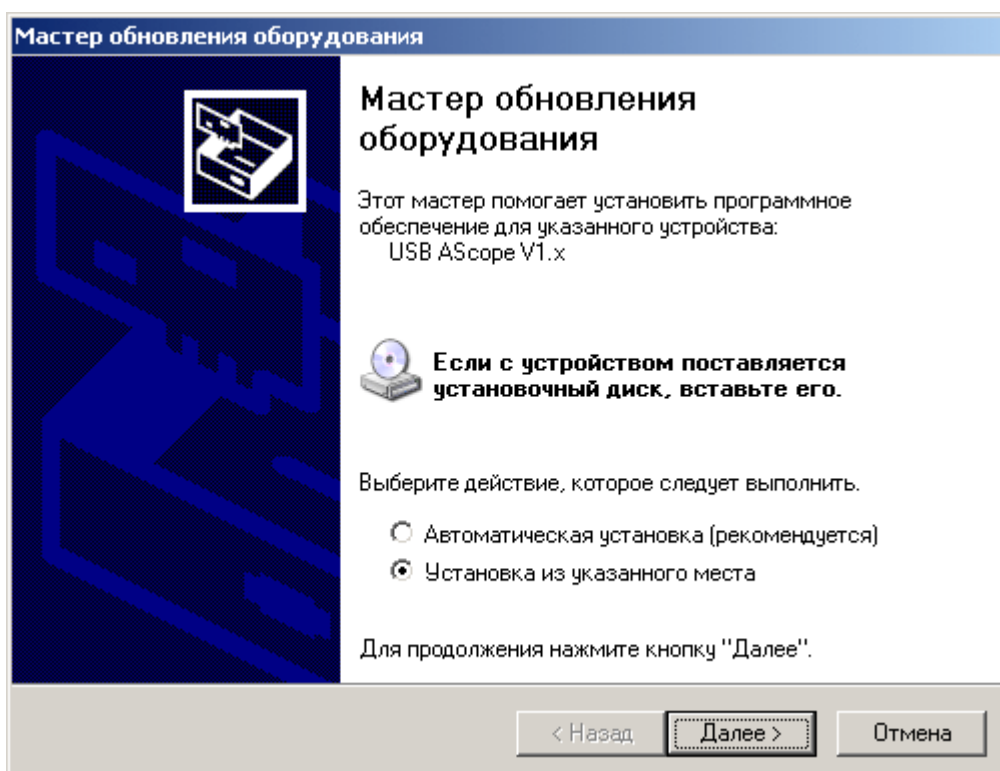 Мастер обновления оборудования
Мастер обновления
оборудования
Этот мастер помогает установить программное
обеспечение для указанного устройства:
USB AScope V1.x
Если с устройством поставляется
установочный диск, вставьте его.
Выберите действие, которое следует выполнить.
Автоматическая установка (рекомендуется)
Установка из указанного места
Для продолжения нажмите кнопку "Далее".
< Назад Далее > Отмена